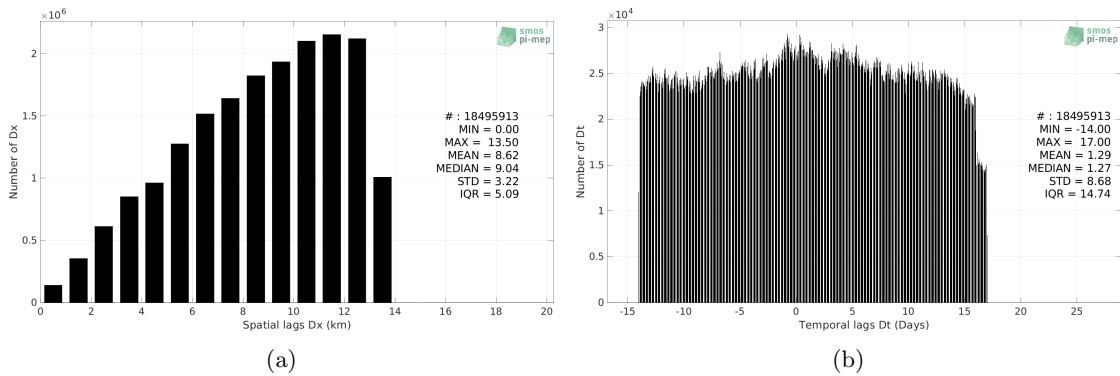 ×10⁶
smos
pi-mep
2
1.5
1
0.5
0
Number of Dx
# : 18495913
MIN = 0.00
MAX = 13.50
MEAN = 8.62
MEDIAN = 9.04
STD = 3.22
IQR = 5.09
0 2 4 6 8 10 12 14 16 18 20
Spatial lags Dx (km)
(a)
×10⁴
smos
pi-mep
3
2.5
2
1.5
1
0.5
0
Number of Dt
# : 18495913
MIN = -14.00
MAX = 17.00
MEAN = 1.29
MEDIAN = 1.27
STD = 8.68
IQR = 14.74
-15 -10 -5 0 5 10 15 20 25
Temporal lags Dt (Days)
(b)